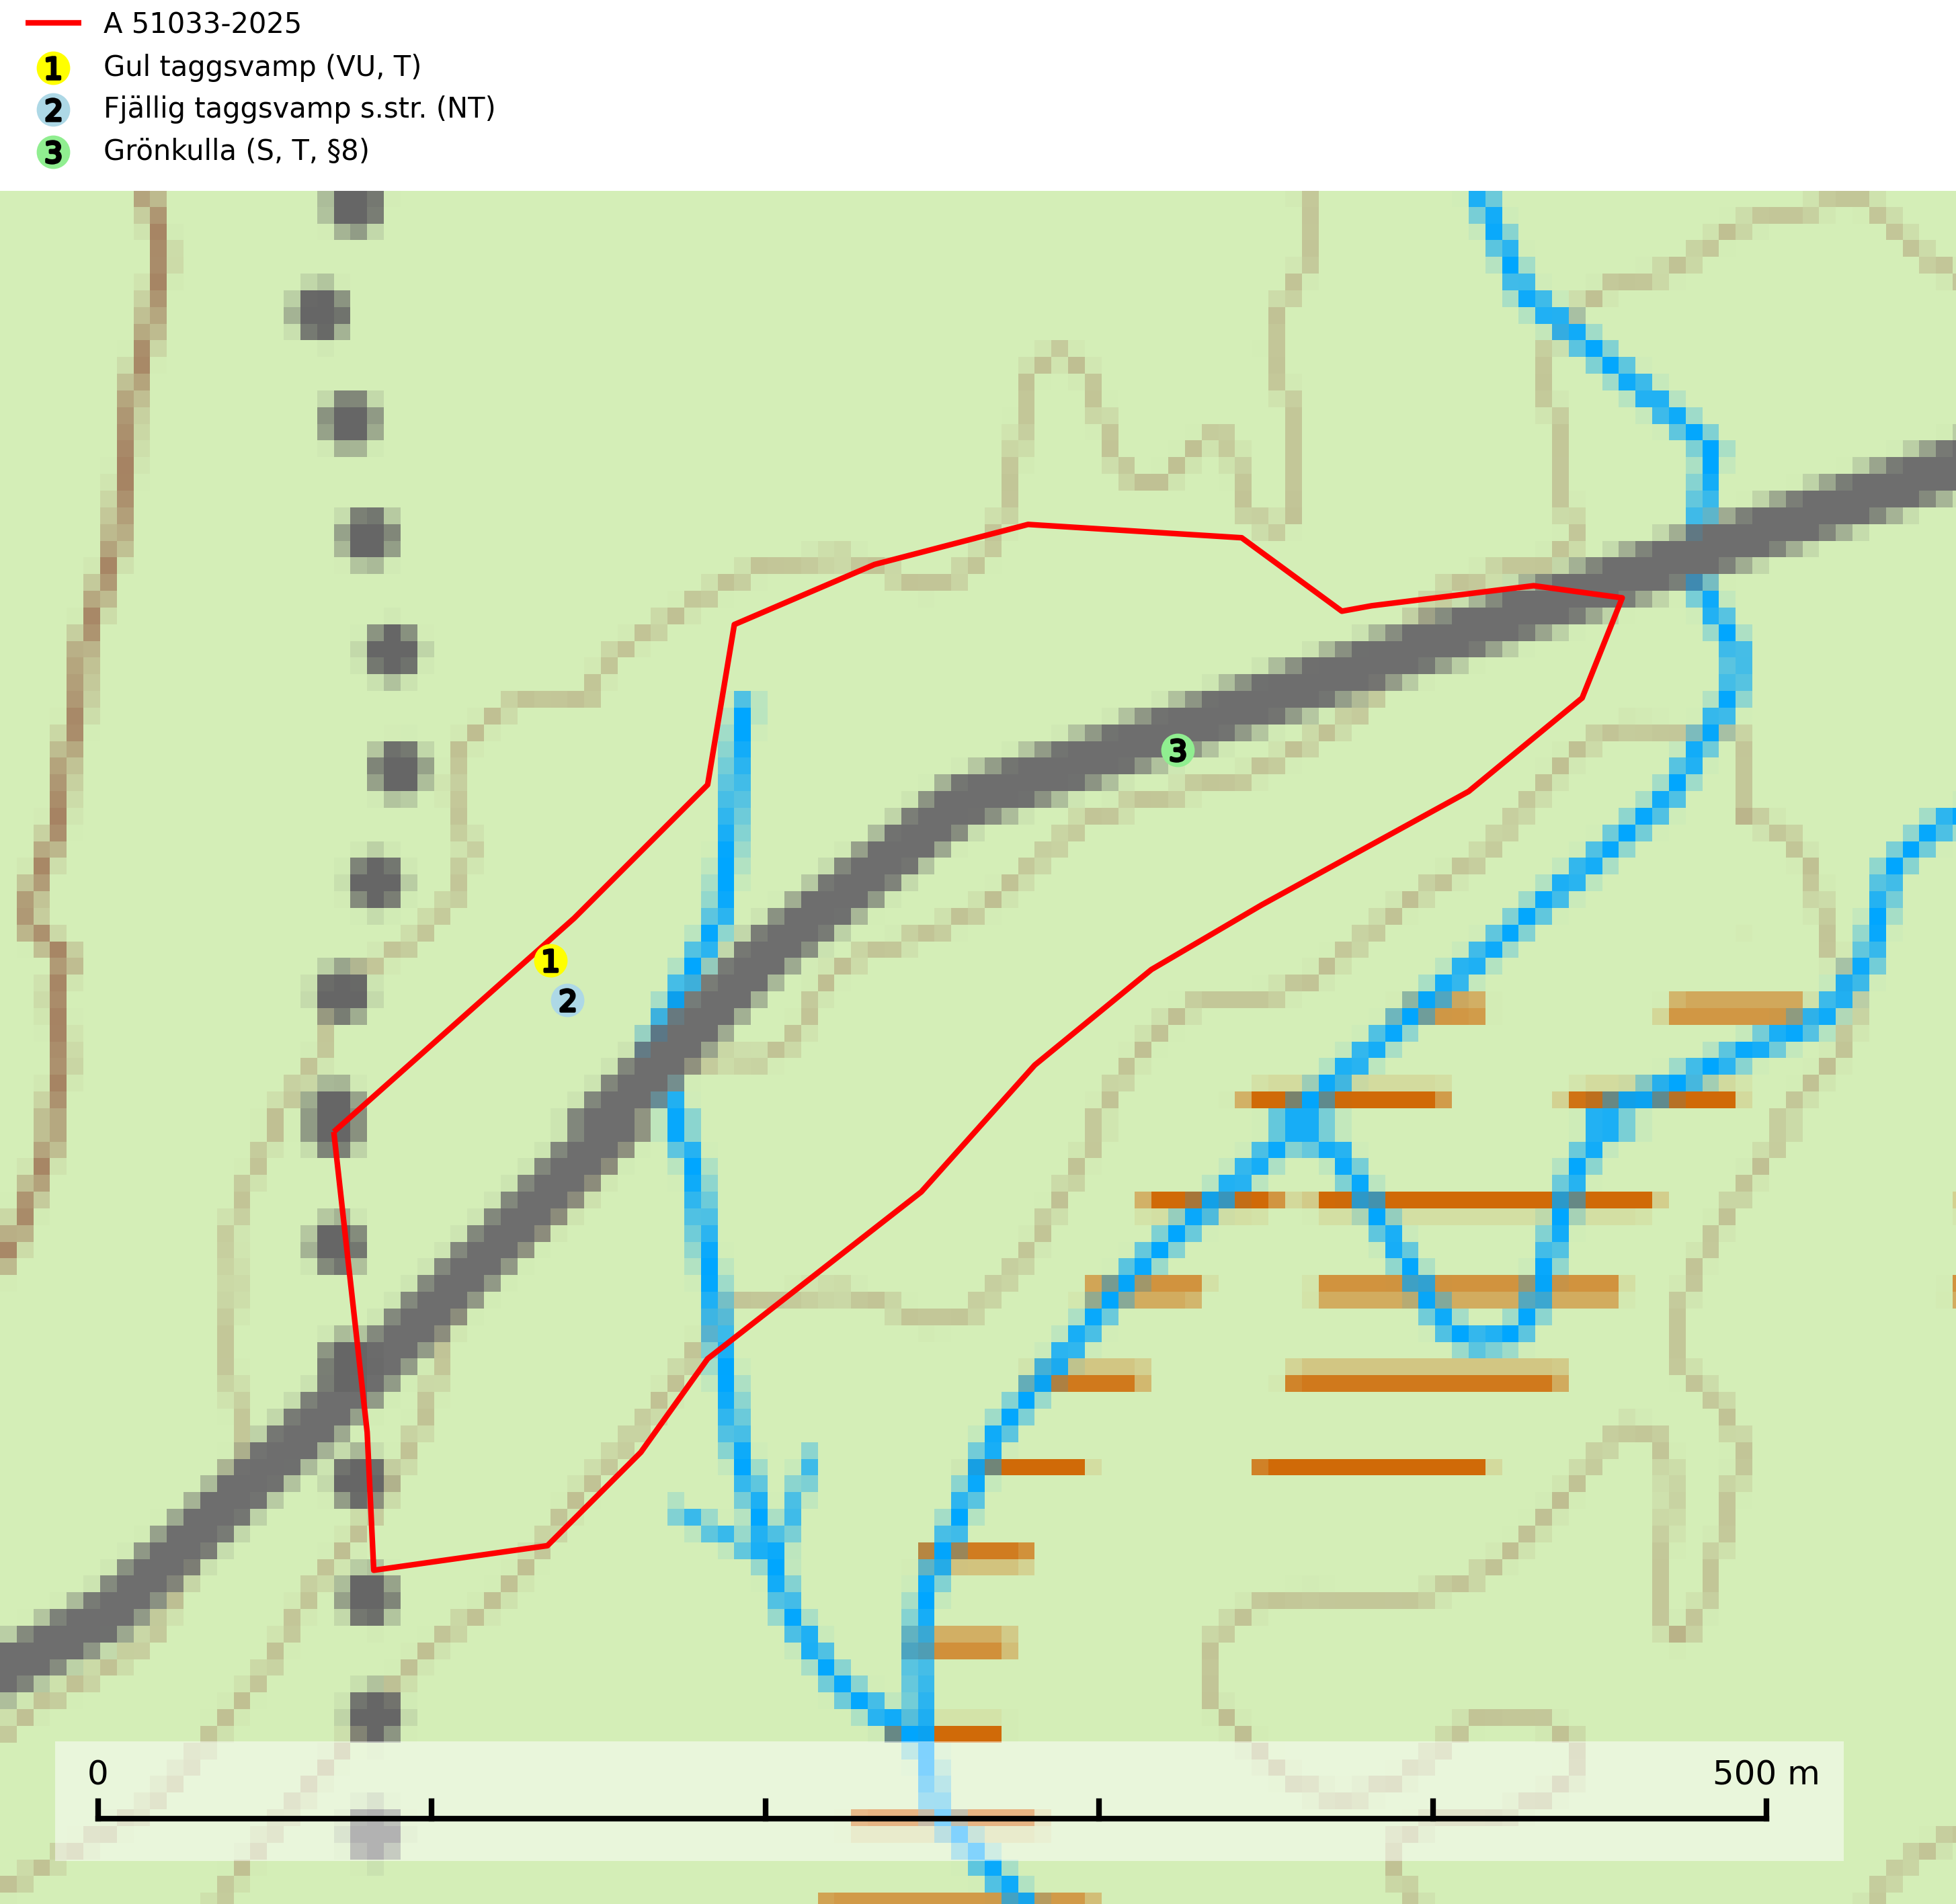 A 51033-2025
1 Gul taggsvamp (VU, T)
2 Fjällig taggsvamp s.str. (NT)
3 Grönkulla (S, T, §8)
3
1
2
0 500 m